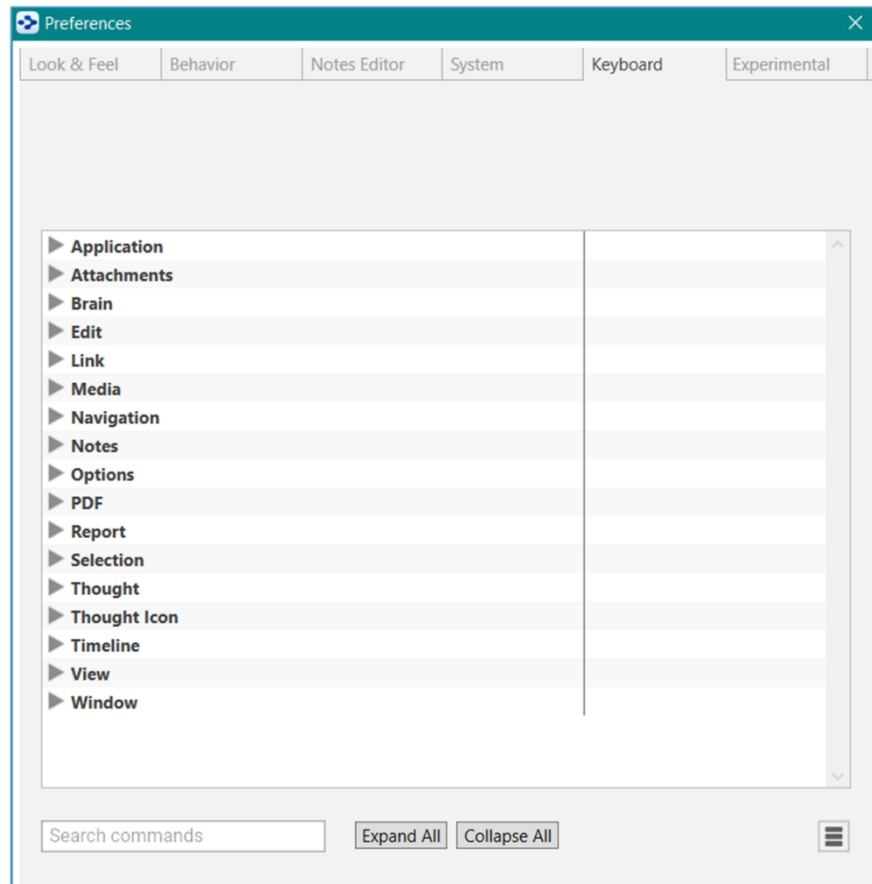 Preferences
Look & Feel Behavior Notes Editor System Keyboard Experimental
Application
Attachments
Brain
Edit
Link
Media
Navigation
Notes
Options
PDF
Report
Selection
Thought
Thought Icon
Timeline
View
Window
Search commands Expand All Collapse All